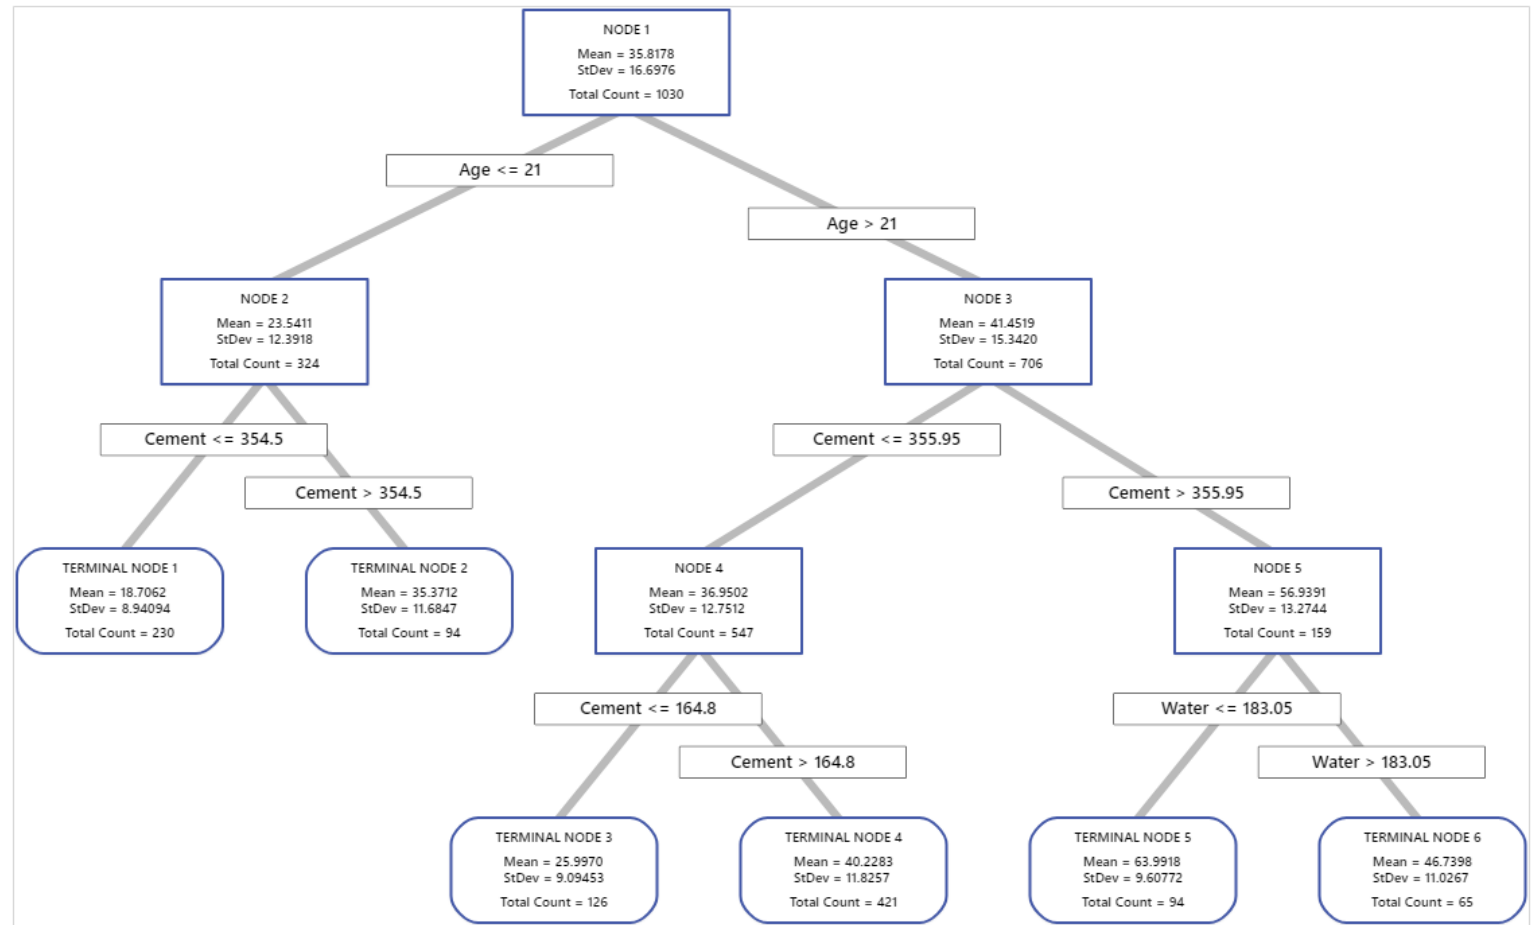 NODE 1
Mean = 35.8178
StDev = 16.6976
Total Count = 1030
Age <= 21
Age > 21
NODE 2
Mean = 23.5411
StDev = 12.3918
Total Count = 324
NODE 3
Mean = 41.4519
StDev = 15.3420
Total Count = 706
Cement <= 354.5
Cement > 354.5
Cement <= 355.95
Cement > 355.95
TERMINAL NODE 1
Mean = 18.7062
StDev = 8.94094
Total Count = 230
TERMINAL NODE 2
Mean = 35.3712
StDev = 11.6847
Total Count = 94
NODE 4
Mean = 36.9502
StDev = 12.7512
Total Count = 547
NODE 5
Mean = 56.9391
StDev = 13.2744
Total Count = 159
Cement <= 164.8
Cement > 164.8
Water <= 183.05
Water > 183.05
TERMINAL NODE 3
Mean = 25.9970
StDev = 9.09453
Total Count = 126
TERMINAL NODE 4
Mean = 40.2283
StDev = 11.8257
Total Count = 421
TERMINAL NODE 5
Mean = 63.9918
StDev = 9.60772
Total Count = 94
TERMINAL NODE 6
Mean = 46.7398
StDev = 11.0267
Total Count = 65